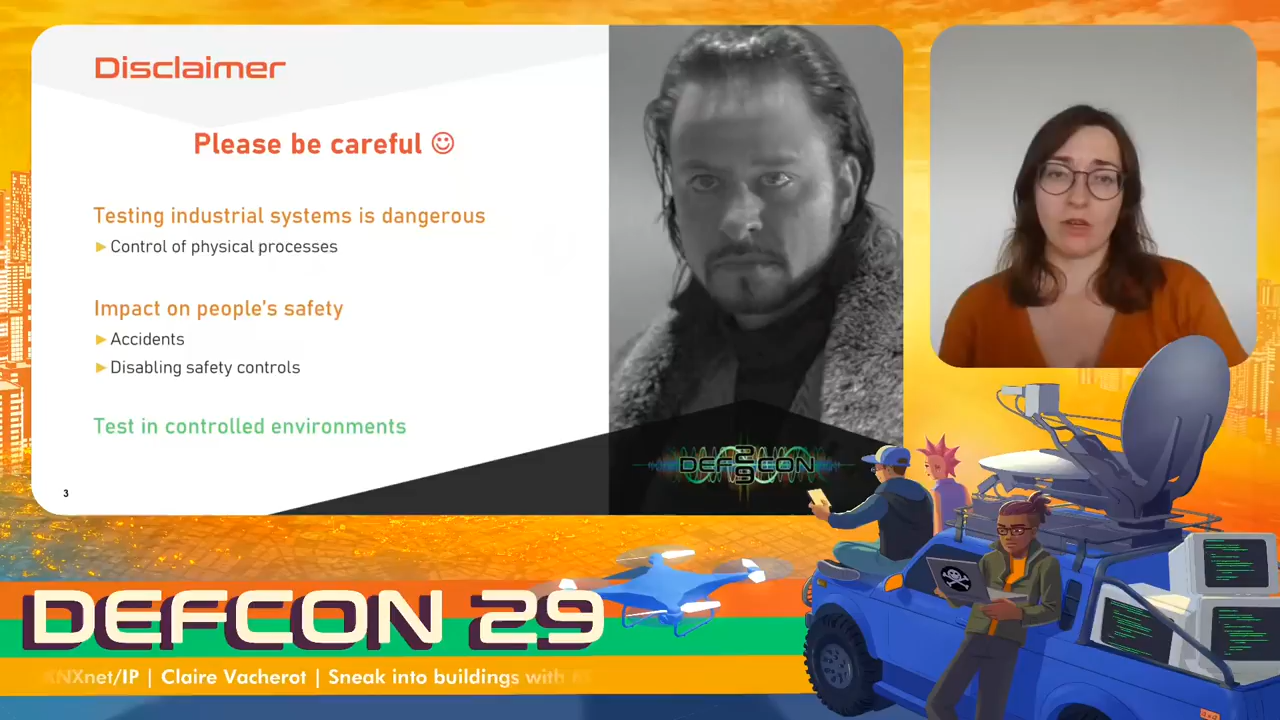 Disclaimer
Please be careful ☺
Testing industrial systems is dangerous
► Control of physical processes
Impact on people's safety
► Accidents
► Disabling safety controls
Test in controlled environments
3
DEFCON
29
DEFCON 29
KNXnet/IP | Claire Vacherot | Sneak into buildings with